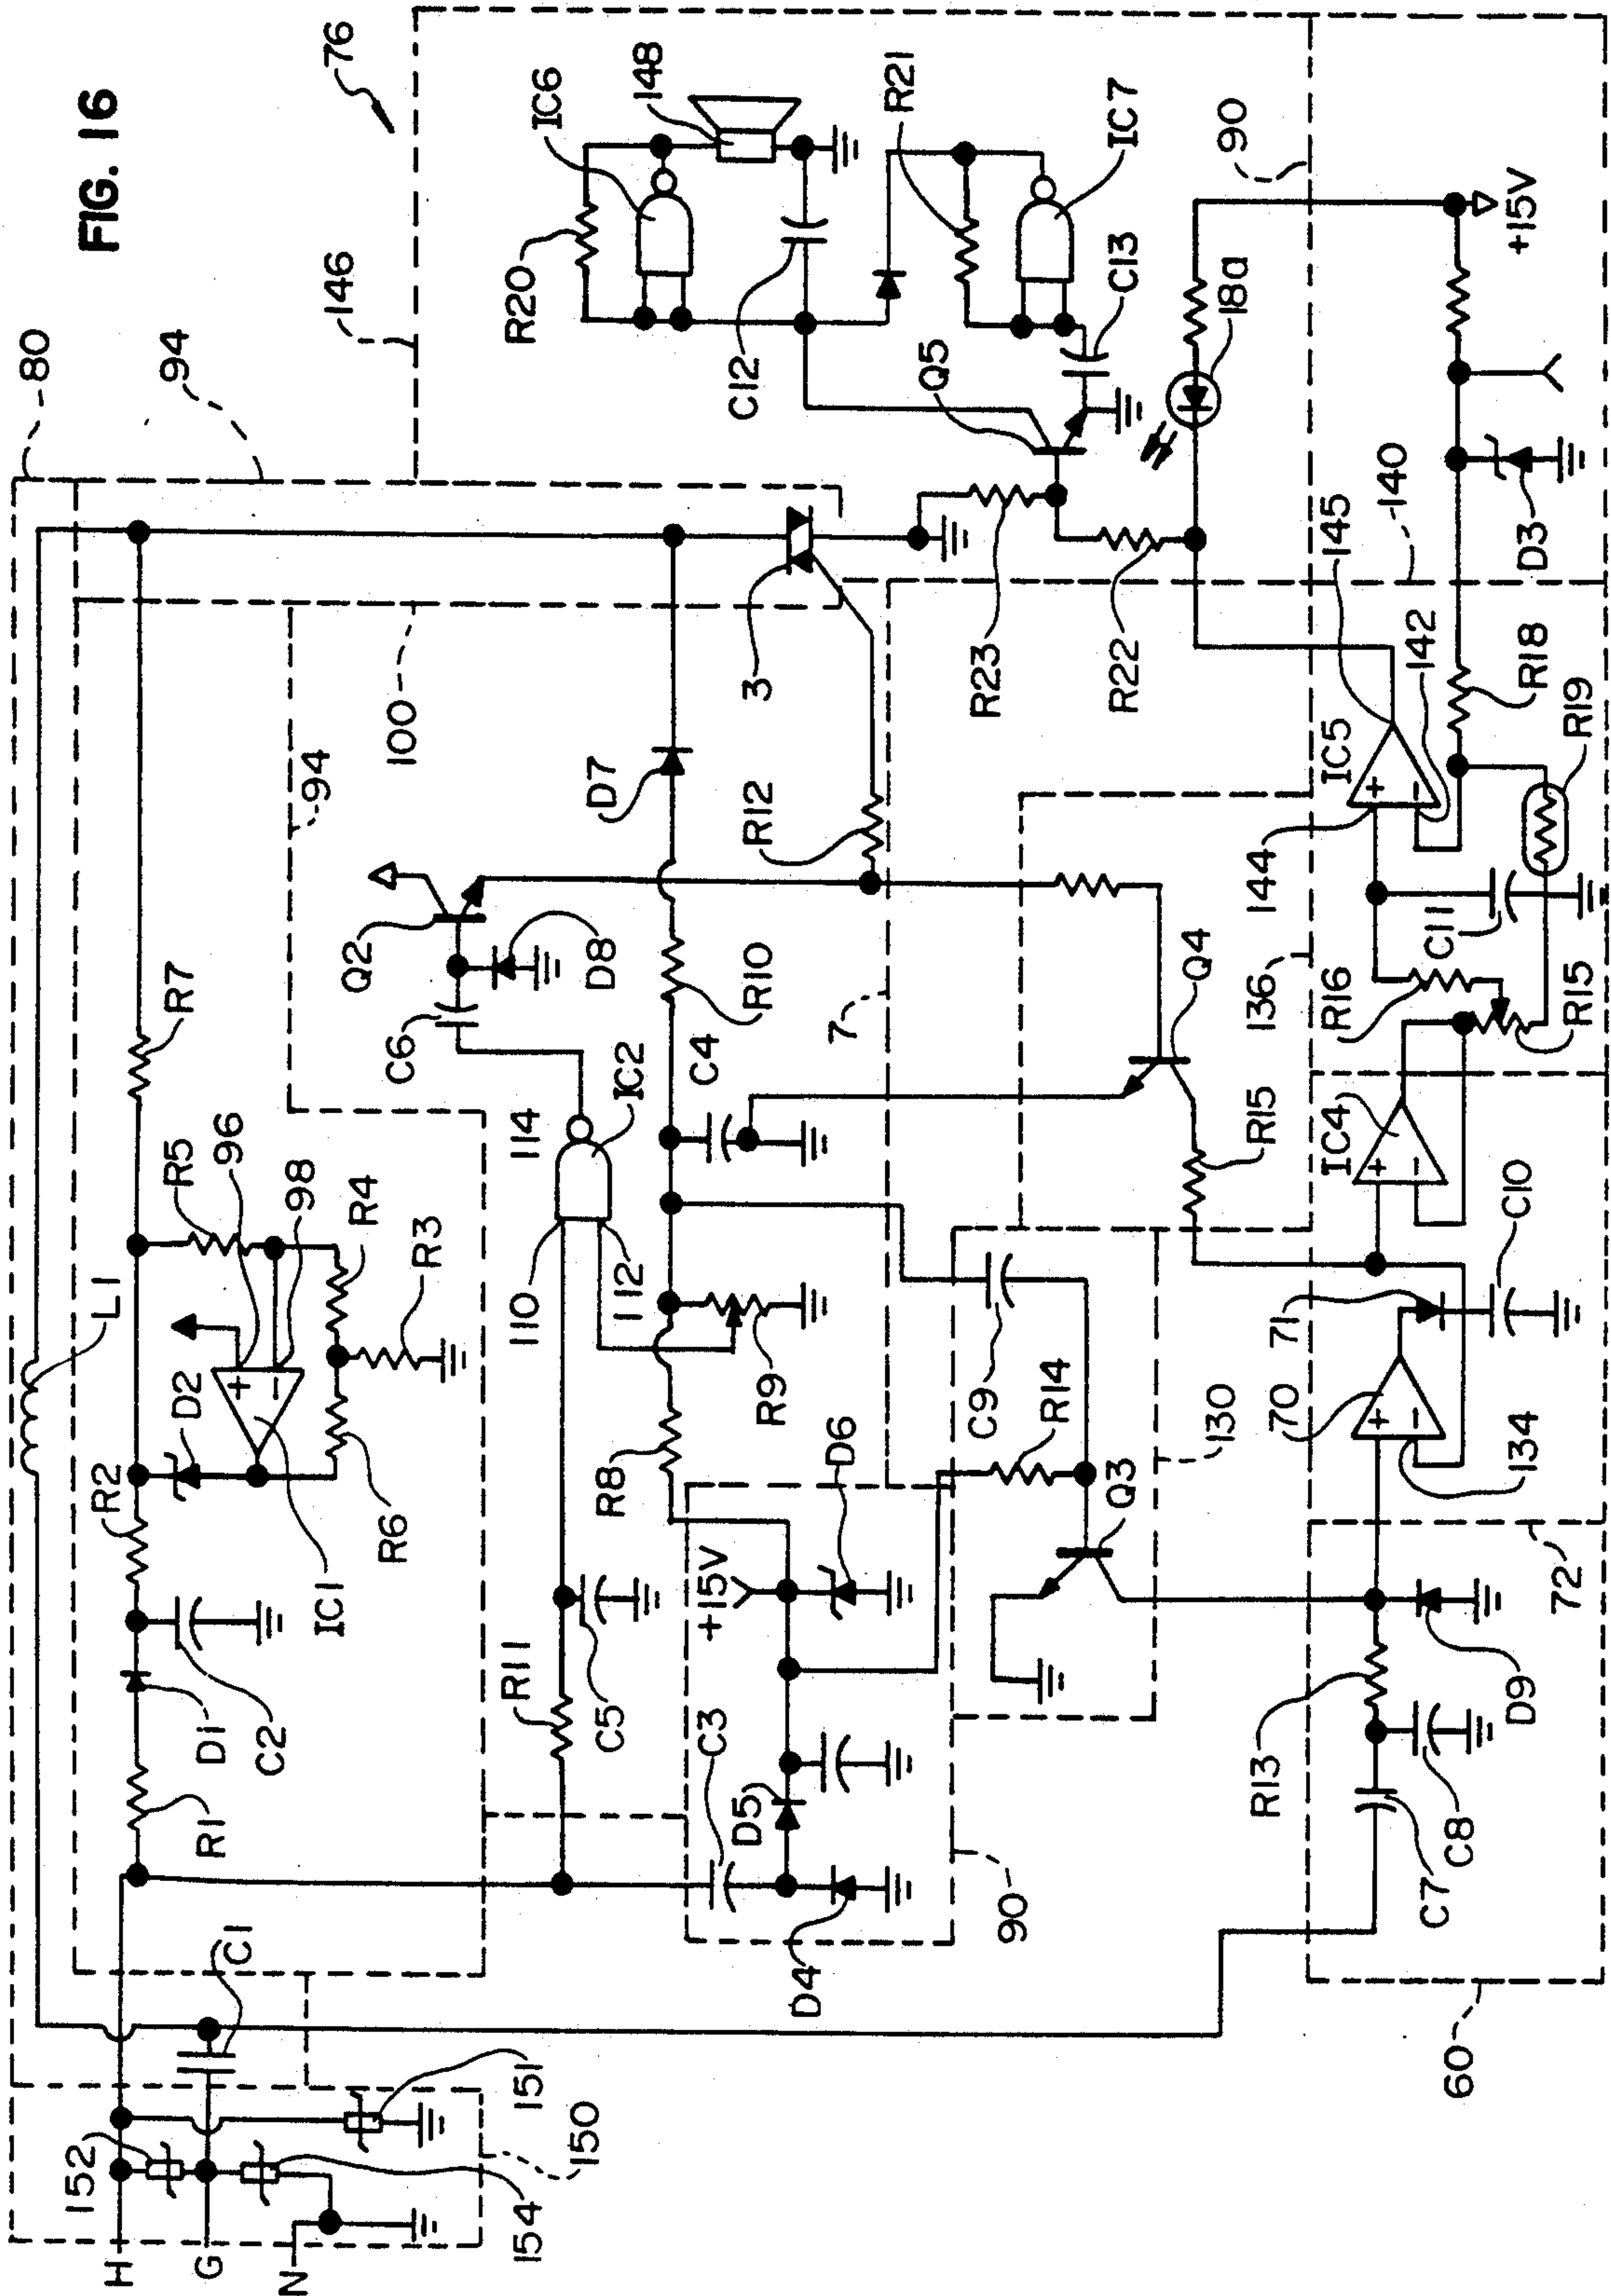 FIG. 16
76
80
146
94
R20
IC6
148
C12
R21
IC7
C13
Q5
90
18a
+15V
R7
100
94
3
R23
R22
145
140
D3
142
R18
R19
IC5
144
D7
R12
Q2
D8
C6
R10
7
Q4
136
R16
C11
R15
L1
R5
96
98
R4
R3
114
IC2
C4
110
112
R15
IC4
C10
71
R2
D2
R6
IC1
R9
R8
C9
R14
D6
130
70
134
Q3
D1
C2
R1
R11
C5
+15V
C3
D5
D4
90
72
R13
D9
C8
C7
60
C1
151
150
152
154
H
G
N